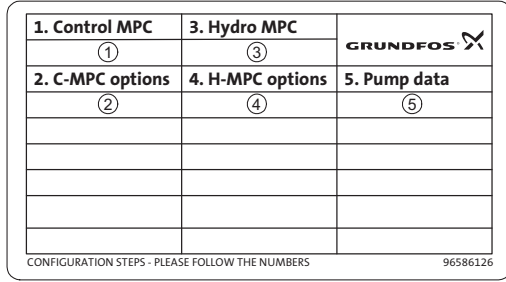 1. Control MPC 3. Hydro MPC
① ③ GRUNDFOS
2. C-MPC options 4. H-MPC options 5. Pump data
② ④ ⑤
CONFIGURATION STEPS - PLEASE FOLLOW THE NUMBERS 96586126